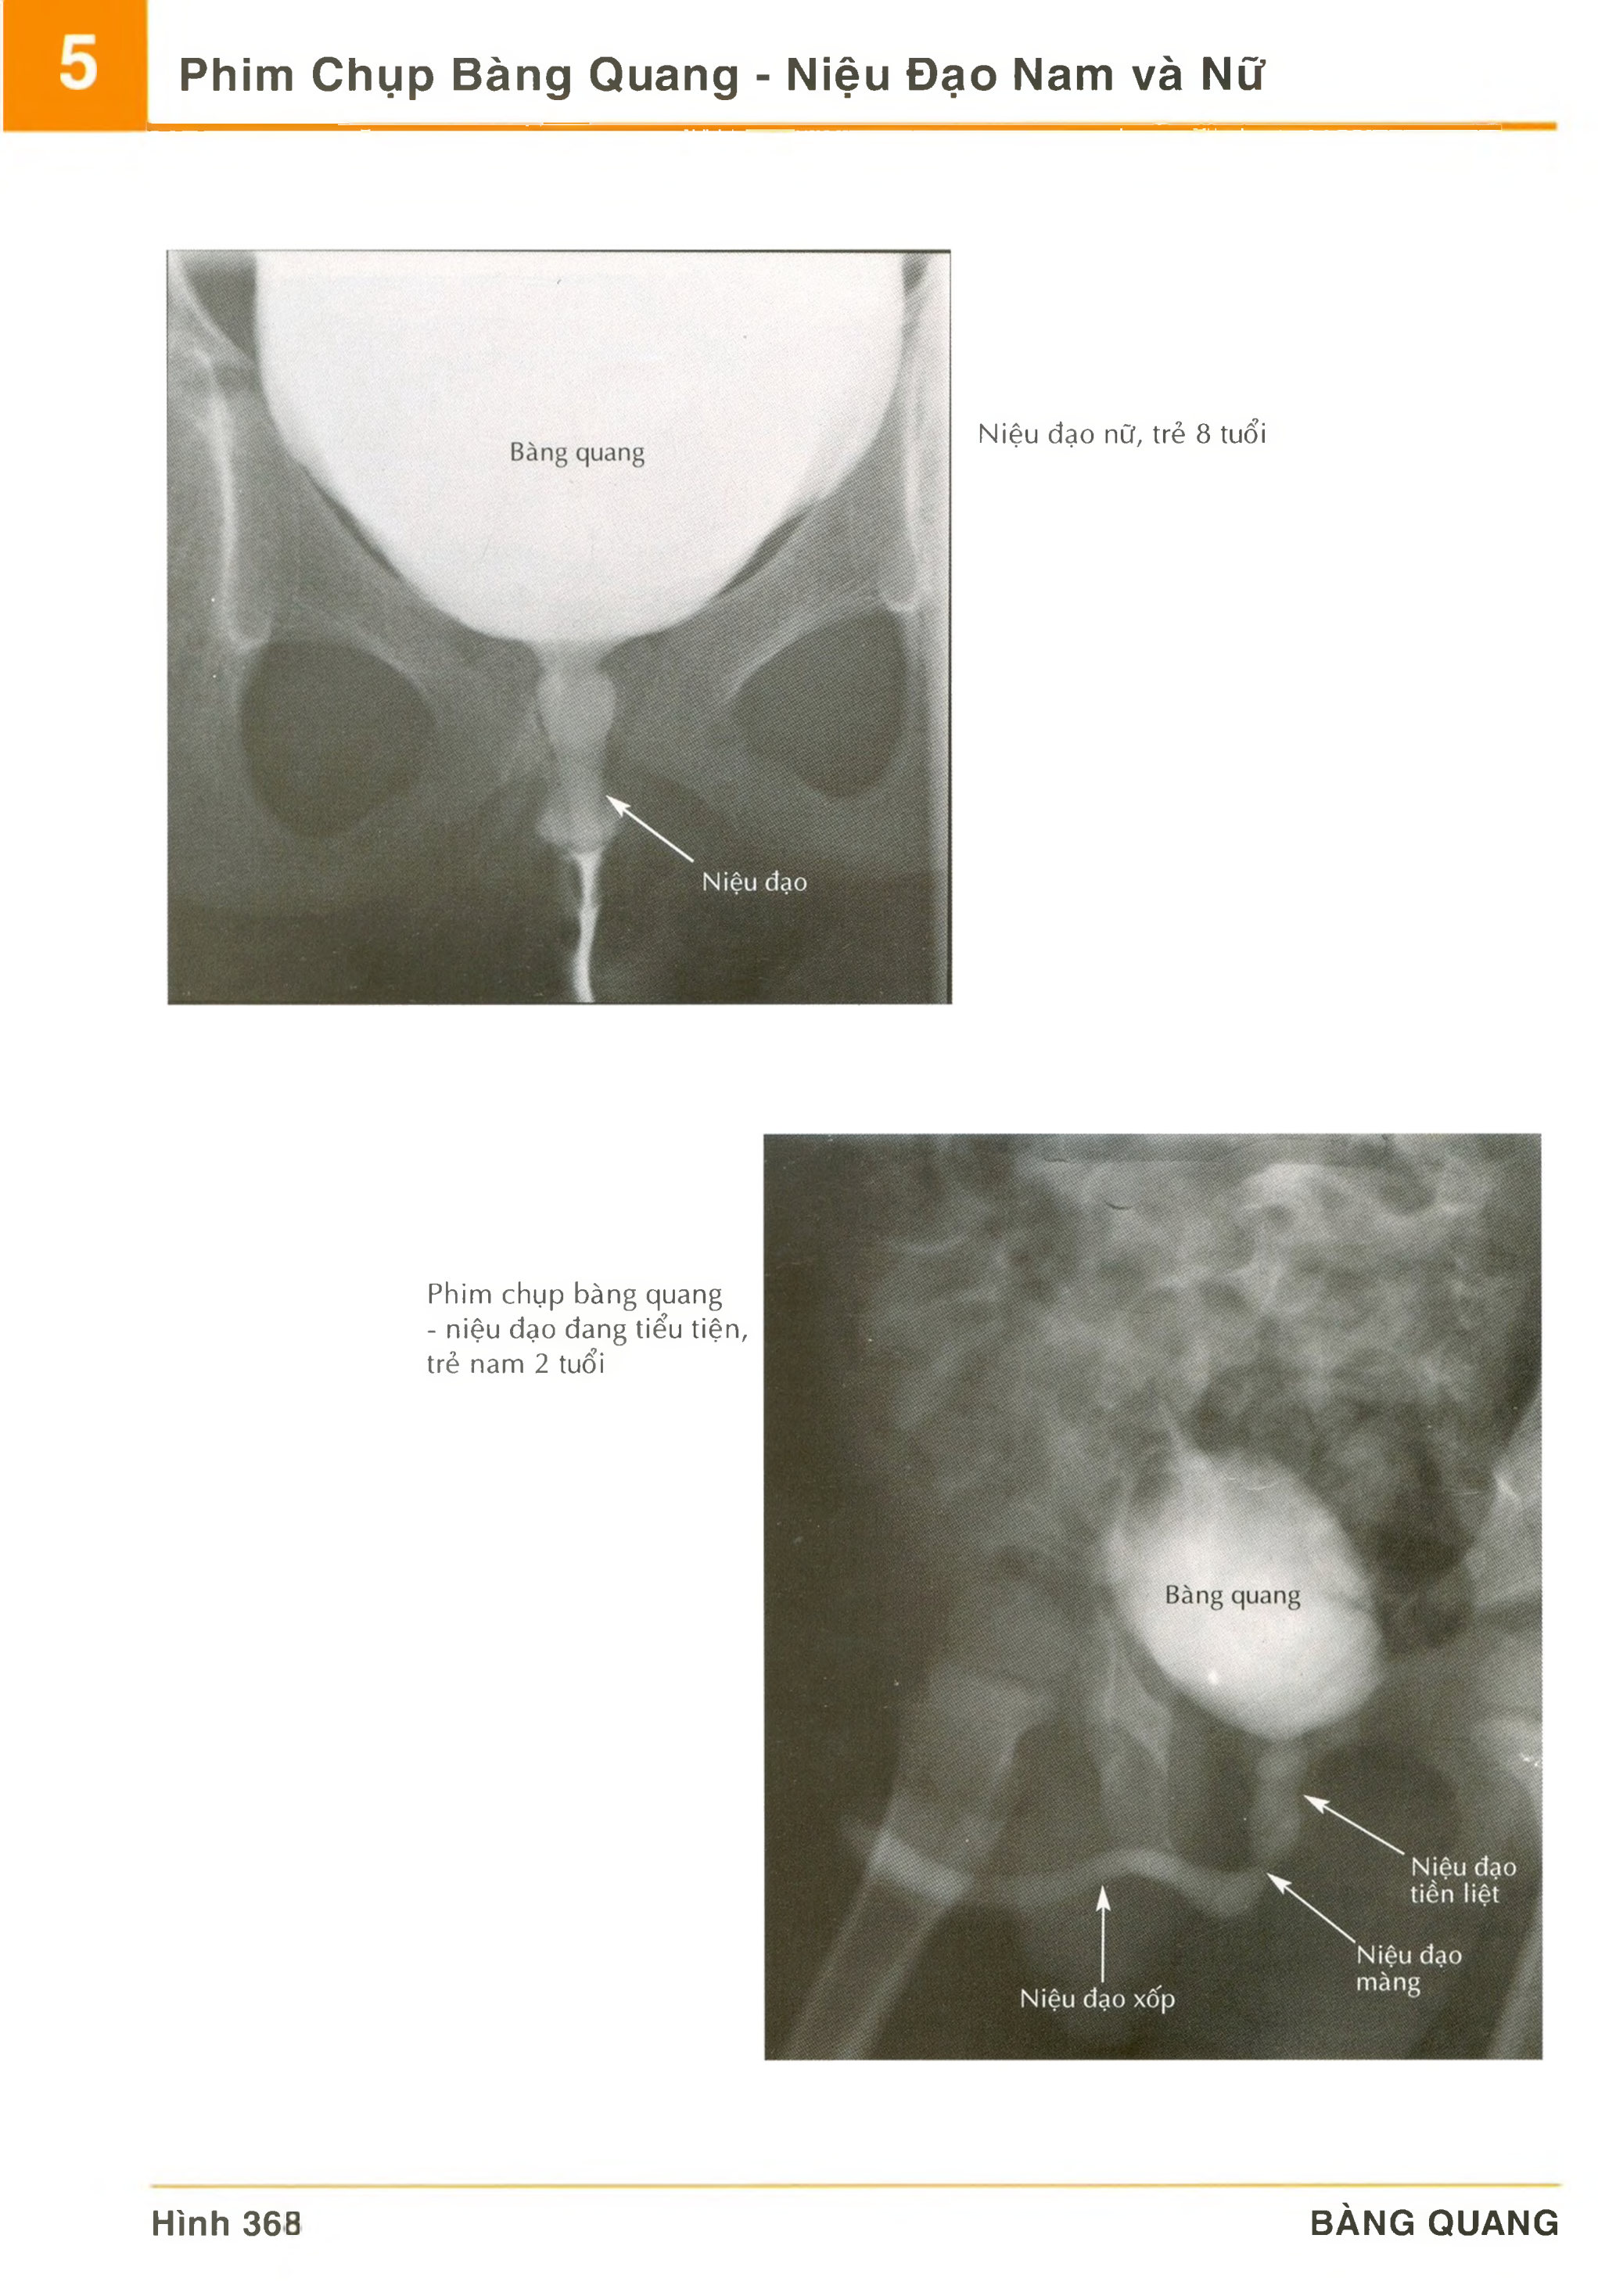 5
Phim Chụp Bàng Quang - Niệu Đạo Nam và Nữ
Bàng quang
Niệu đạo nữ, trẻ 8 tuổi
Niệu đạo
Phim chụp bàng quang
- niệu đạo đang tiểu tiện,
trẻ nam 2 tuổi
Bàng quang
Niệu đạo
tiền liệt
Niệu đạo
màng
Niệu đạo xốp
Hình 368
BÀNG QUANG